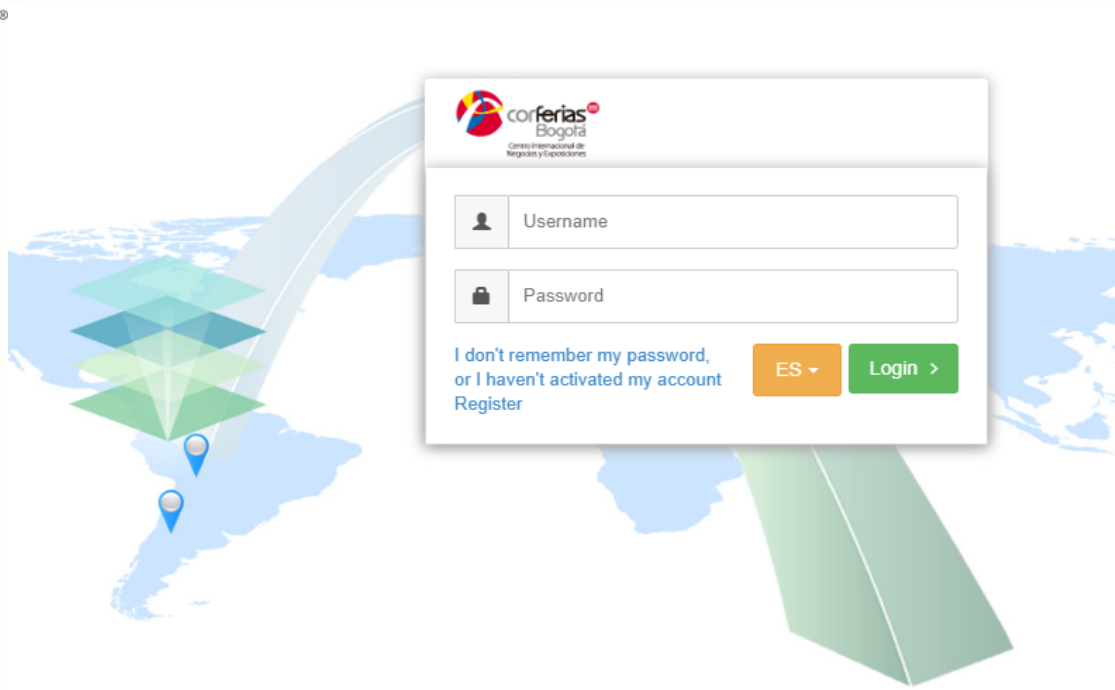 ®
corferias
Bogotá
Centro Internacional de
Negocios y Exposiciones
Username
Password
I don't remember my password,
or I haven't activated my account
Register
ES
Login >